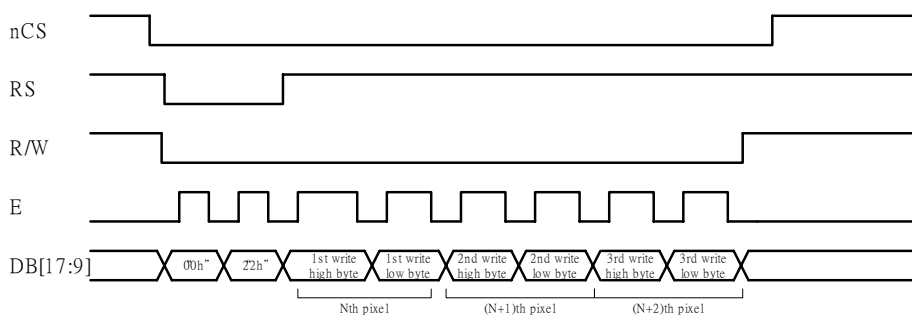 nCS
RS
R/W
E
DB[17:9]
"00h"
"22h"
1st write
high byte
1st write
low byte
2nd write
high byte
2nd write
low byte
3rd write
high byte
3rd write
low byte
Nth pixel
(N+1)th pixel
(N+2)th pixel